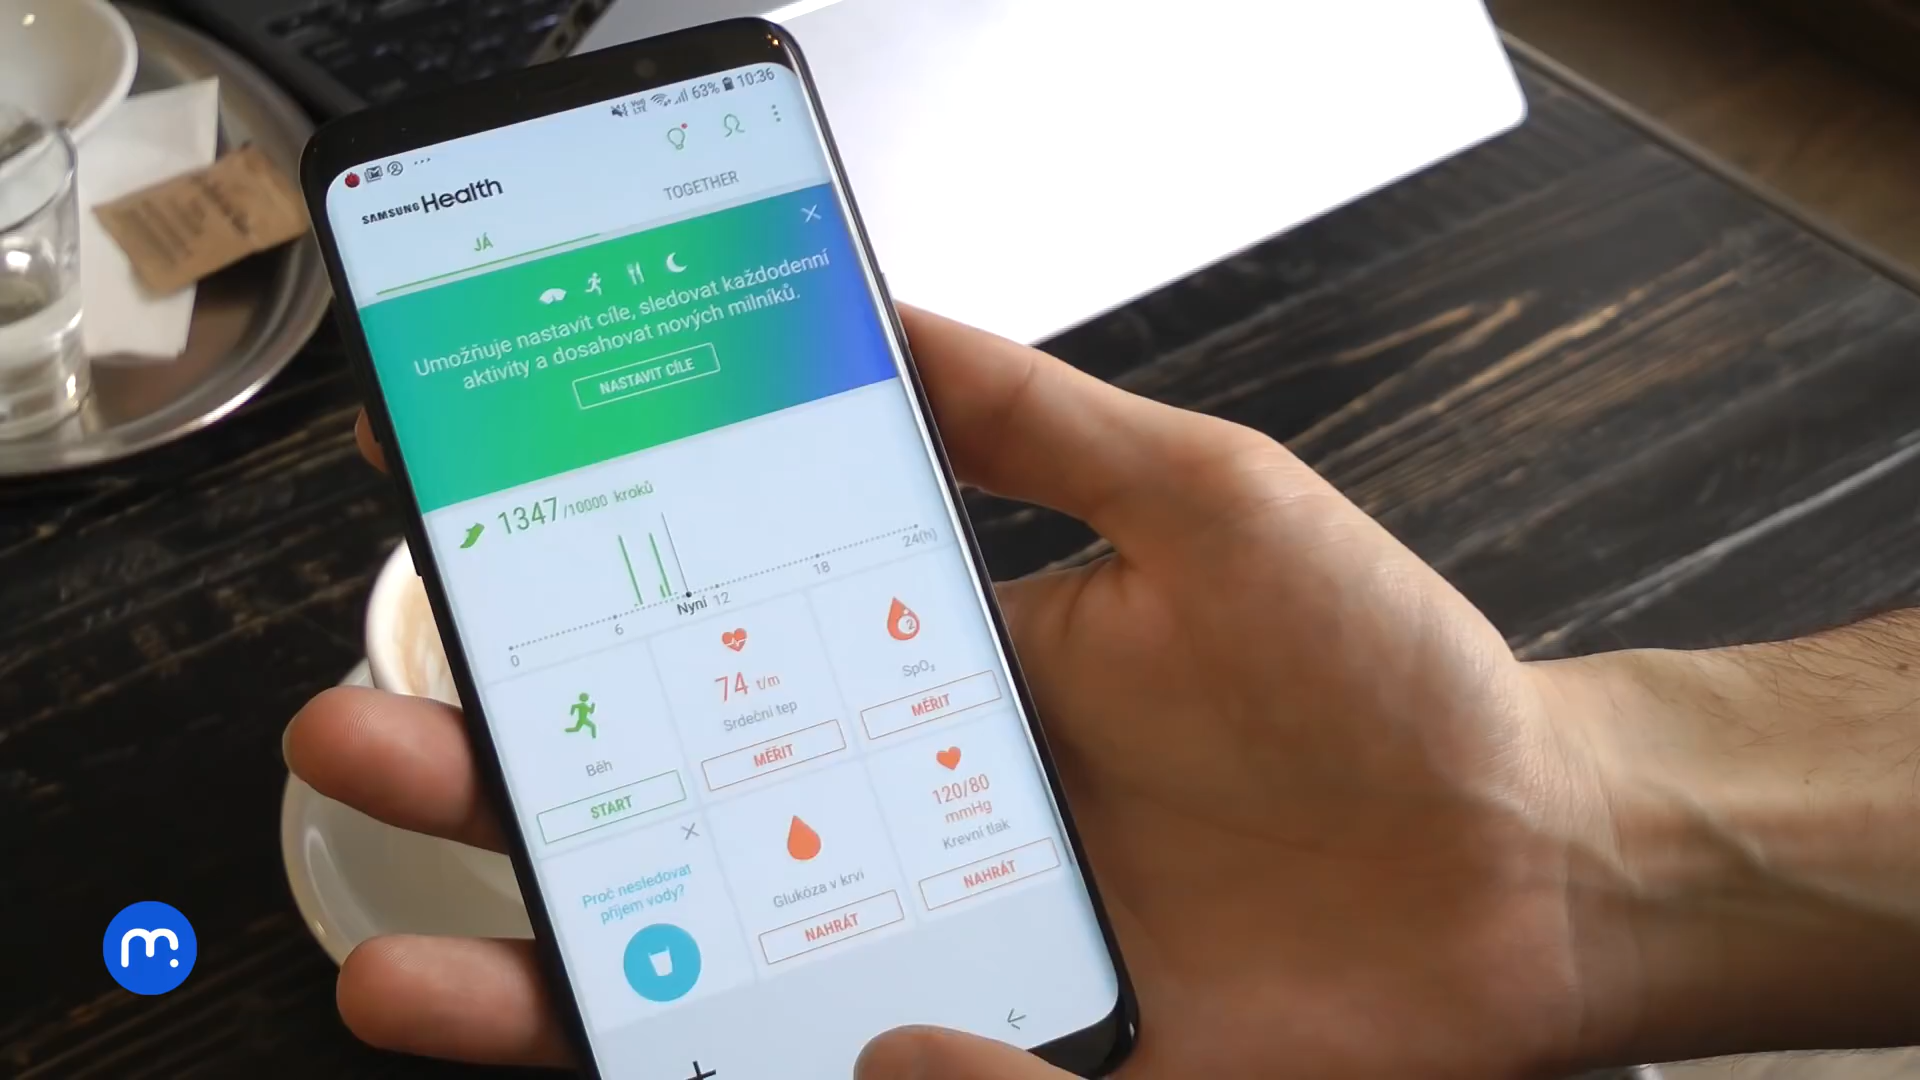 63% 10:36
SAMSUNG Health
JÁ
TOGETHER
Umožňuje nastavit cíle, sledovat každodenní
aktivity a dosahovat nových milníků.
NASTAVIT CÍLE
1347/10000 kroků
0 6 Nyní 12 18 24(h)
Běh
START
74 t/m
Srdeční tep
MĚŘIT
2
SpO₂
MĚŘIT
Proč nesledovat
příjem vody?
Glukóza v krvi
NAHRÁT
120/80
mmHg
Krevní tlak
NAHRÁT
m.